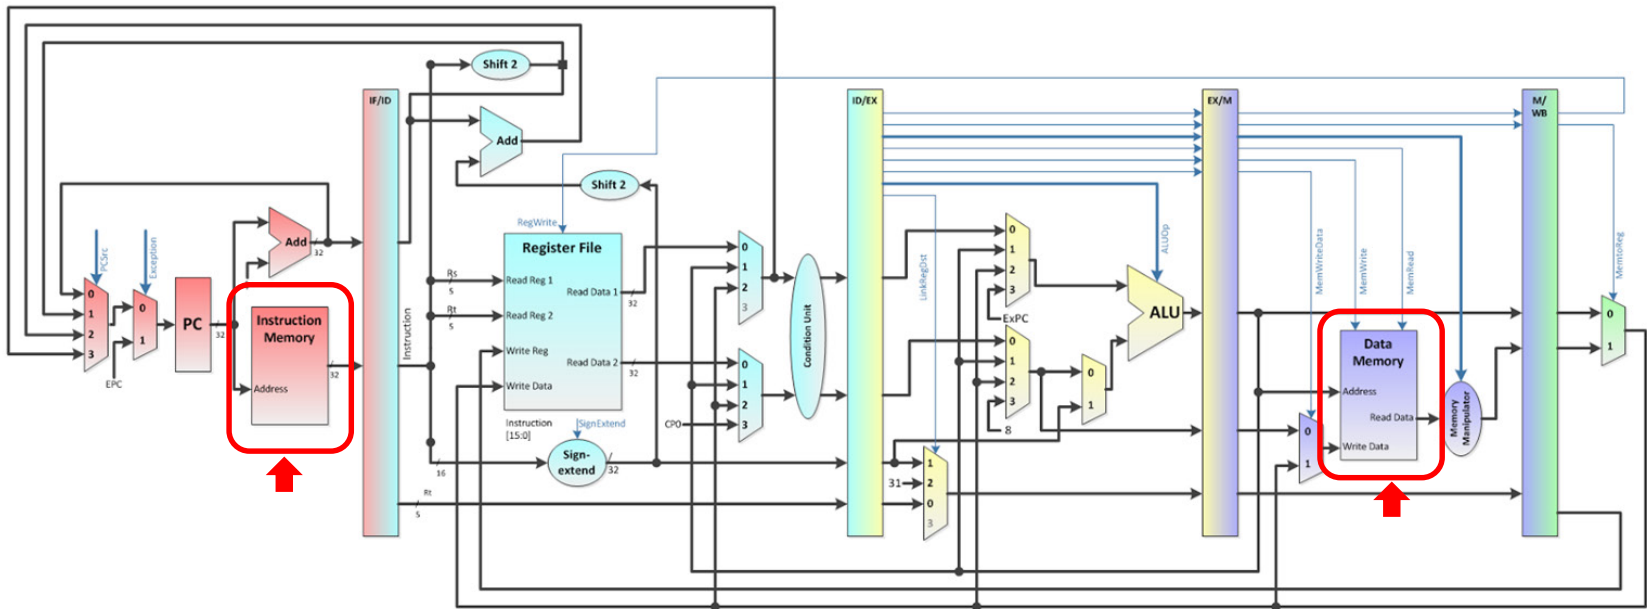 Shift 2
IF/ID
ID/EX
EX/M
M/
WB
Add
Shift 2
RegWrite
PCSrc
Exception
Add
32
0
1
2
3
0
1
EPC
PC
32
Instruction
Memory
Address
32
Instruction
Register File
Read Reg 1
Read Data 1
Read Reg 2
Write Reg
Read Data 2
Write Data
Rs
5
Rt
5
32
32
Instruction
[15:0]
SignExtend
Sign-
extend
16
32
Rt
5
0
1
2
3
0
1
2
3
CP0
Condition Unit
LinkRegDst
0
1
2
3
ExPC
0
1
2
3
8
0
1
1
31
2
0
3
ALUOp
ALU
MemWriteData
MemWrite
MemRead
0
1
Data
Memory
Address
Read Data
Write Data
Memory
Manipulator
MemtoReg
0
1